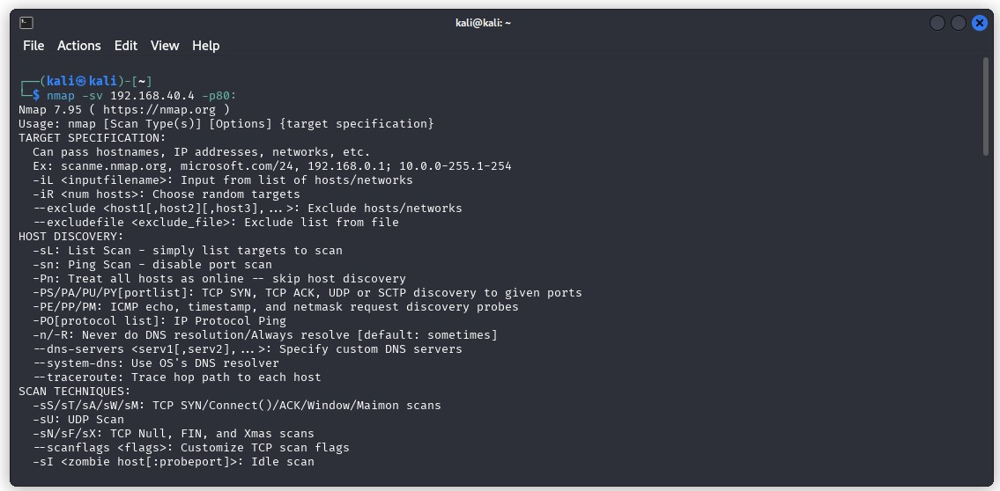 kali@kali: ~
File Actions Edit View Help
┌──(kali㉿kali)-[~]
└─$ nmap -sv 192.168.40.4 -p80:
Nmap 7.95 ( https://nmap.org )
Usage: nmap [Scan Type(s)] [Options] {target specification}
TARGET SPECIFICATION:
  Can pass hostnames, IP addresses, networks, etc.
  Ex: scanme.nmap.org, microsoft.com/24, 192.168.0.1; 10.0.0-255.1-254
  -iL <inputfilename>: Input from list of hosts/networks
  -iR <num hosts>: Choose random targets
  --exclude <host1[,host2][,host3],...>: Exclude hosts/networks
  --excludefile <exclude_file>: Exclude list from file
HOST DISCOVERY:
  -sL: List Scan - simply list targets to scan
  -sn: Ping Scan - disable port scan
  -Pn: Treat all hosts as online -- skip host discovery
  -PS/PA/PU/PY[portlist]: TCP SYN, TCP ACK, UDP or SCTP discovery to given ports
  -PE/PP/PM: ICMP echo, timestamp, and netmask request discovery probes
  -PO[protocol list]: IP Protocol Ping
  -n/-R: Never do DNS resolution/Always resolve [default: sometimes]
  --dns-servers <serv1[,serv2],...>: Specify custom DNS servers
  --system-dns: Use OS's DNS resolver
  --traceroute: Trace hop path to each host
SCAN TECHNIQUES:
  -sS/sT/sA/sW/sM: TCP SYN/Connect()/ACK/Window/Maimon scans
  -sU: UDP Scan
  -sN/sF/sX: TCP Null, FIN, and Xmas scans
  --scanflags <flags>: Customize TCP scan flags
  -sI <zombie host[:probeport]>: Idle scan